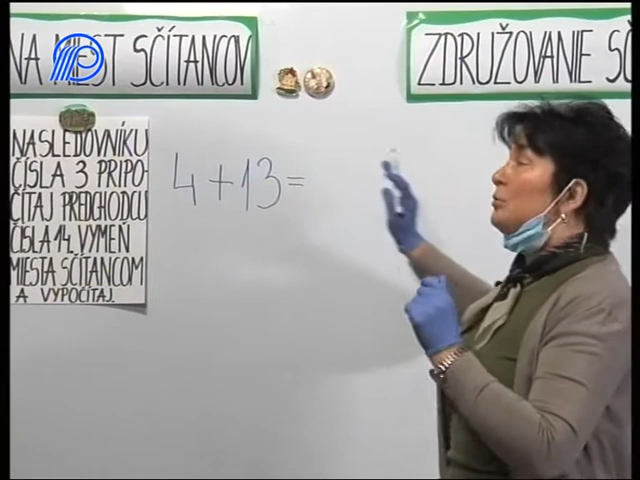 NA MIEST SČÍTANCOV
ZDRUŽOVANIE
NASLEDOVNÍKU
ČÍSLA 3 PRIPO-
ČÍTAJ PREDCHODCU
ČÍSLA 14. VYMEŇ
MIESTA SČÍTANCOM
A VYPOČÍTAJ.
4+13=